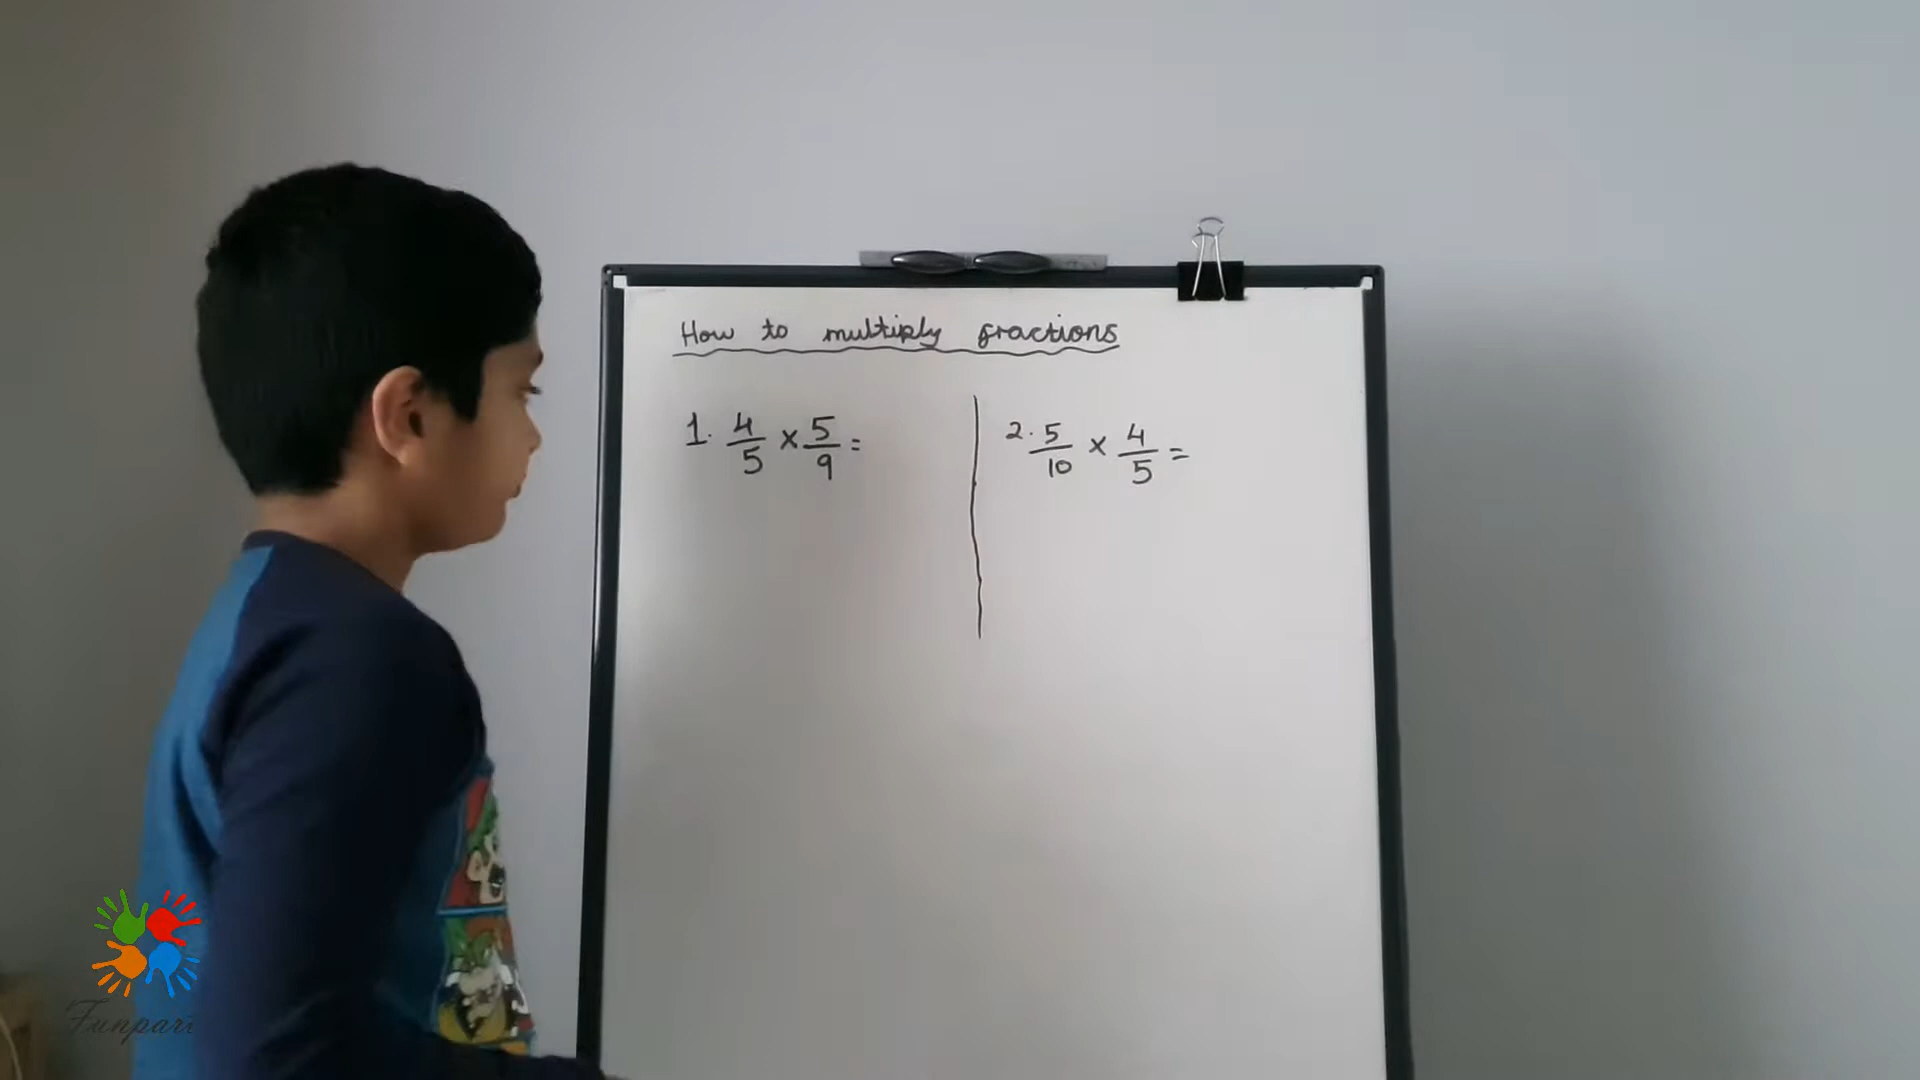 How to multiply fractions
1. 4/5 x 5/9 =
2. 5/10 x 4/5 =
Funpari